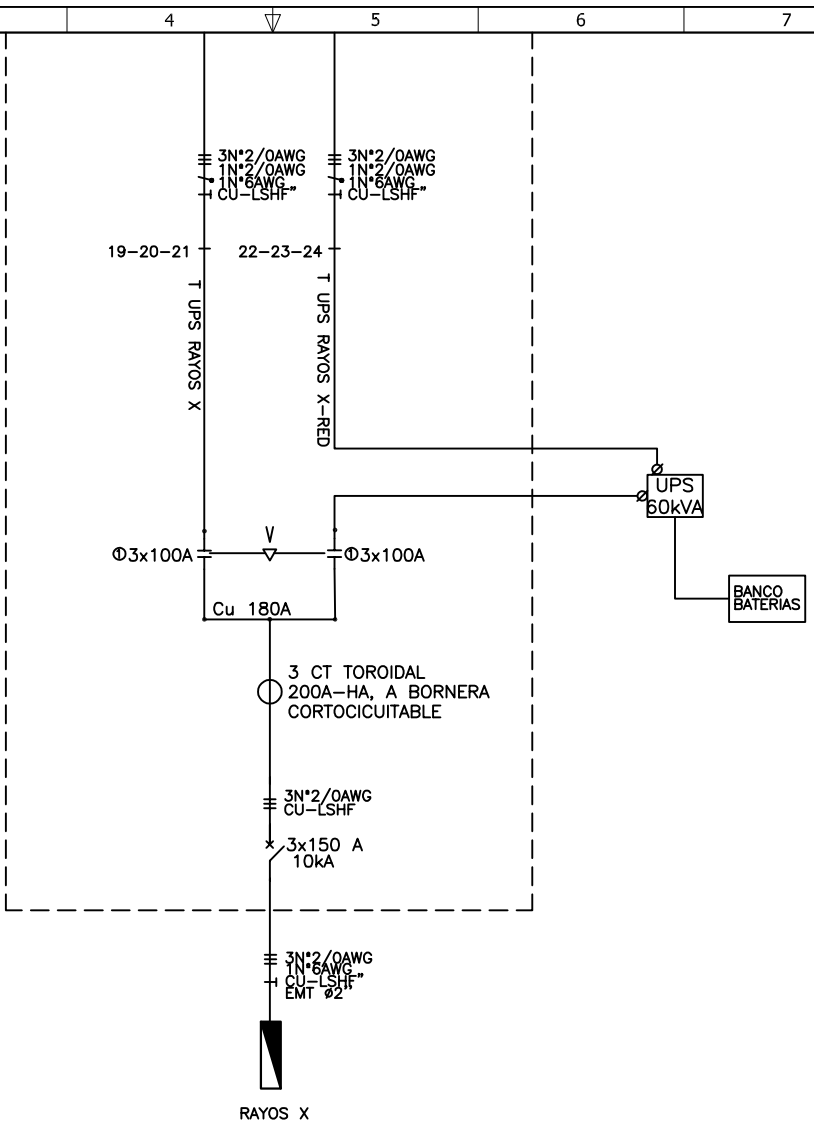 4
5
6
7
3N°2/0AWG
1N°2/0AWG
1N°6AWG
CU-LSHF"
3N°2/0AWG
1N°2/0AWG
1N°6AWG
CU-LSHF"
19-20-21
22-23-24
T UPS RAYOS X
T UPS RAYOS X-RED
UPS
60kVA
V
①3x100A
①3x100A
BANCO
BATERIAS
Cu 180A
3 CT TOROIDAL
200A-HA, A BORNERA
CORTOCICUITABLE
3N°2/0AWG
CU-LSHF
3x150 A
10kA
3N°2/0AWG
1N°6AWG
CU-LSHF"
EMT ø2"
RAYOS X